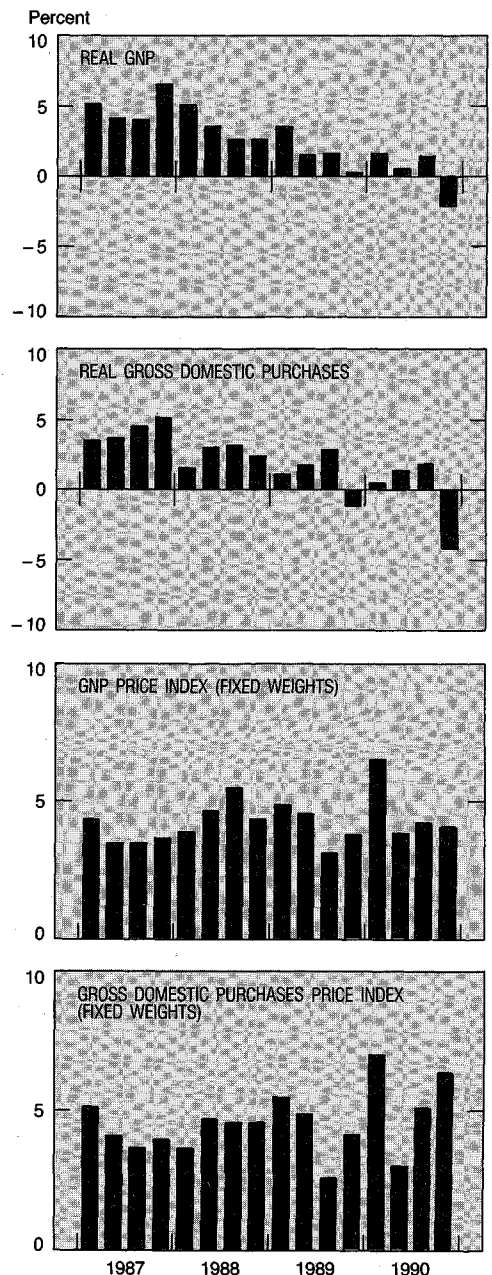 Percent
10
REAL GNP
5
0
−5
−10
10
REAL GROSS DOMESTIC PURCHASES
5
0
−5
−10
10
GNP PRICE INDEX (FIXED WEIGHTS)
5
0
10
GROSS DOMESTIC PURCHASES PRICE INDEX
(FIXED WEIGHTS)
5
0
1987 1988 1989 1990